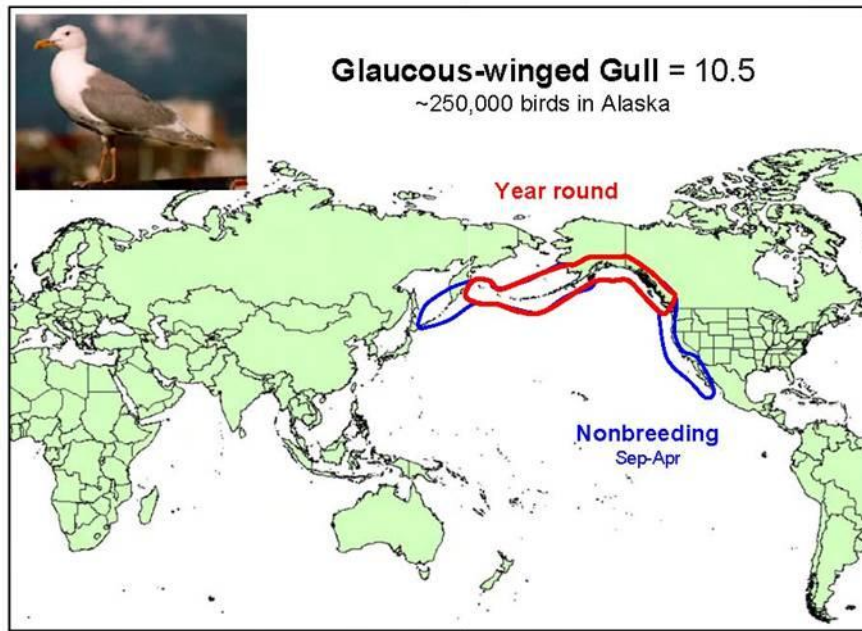 Glaucous-winged Gull = 10.5
~250,000 birds in Alaska
Year round
Nonbreeding
Sep-Apr